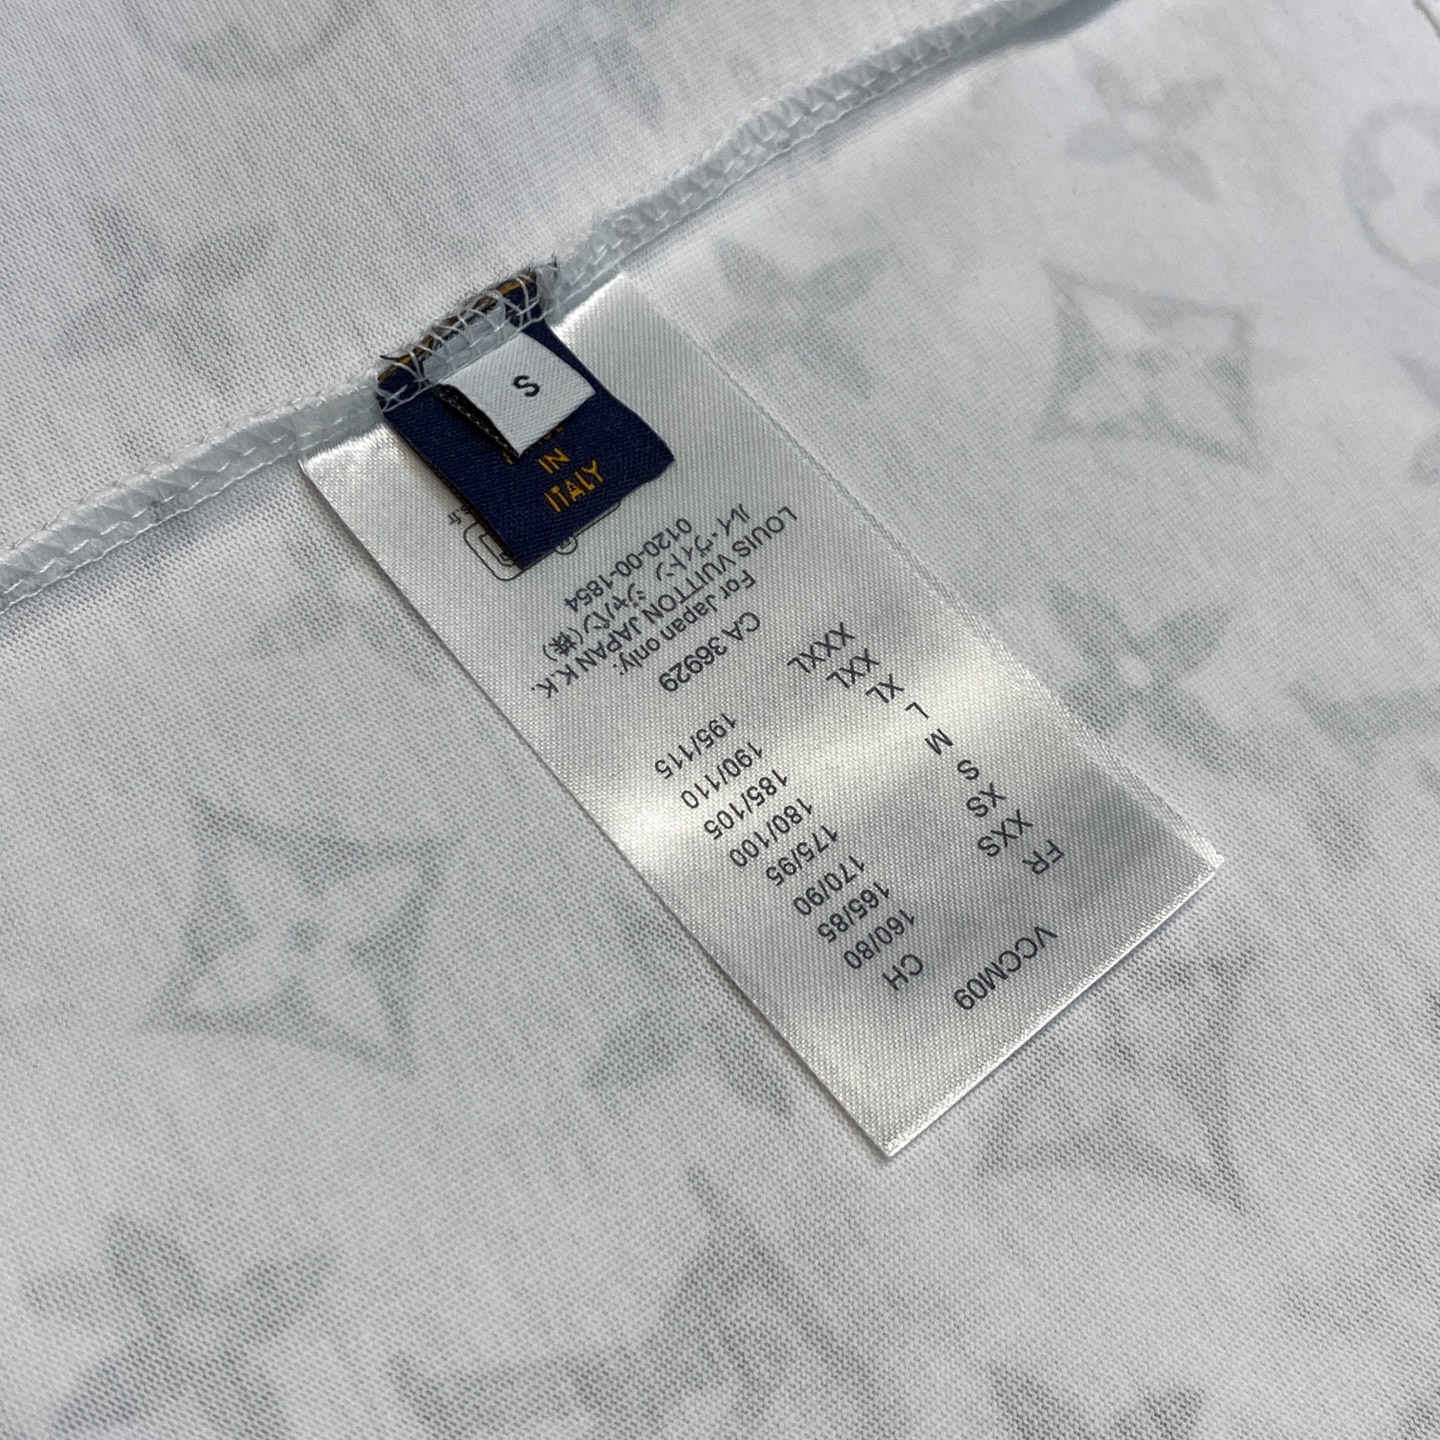 S
IN
ITALY
.fr
®
VCCM09
FR CH
XXS 160/80
XS 165/85
S 170/90
M 175/95
L 180/100
XL 185/105
XXL 190/110
XXXL 195/115
CA 36929
For Japan only:
LOUIS VUITTON JAPAN K.K.
ルイ・ヴィトン ジャパン(株)
0120-00-1854